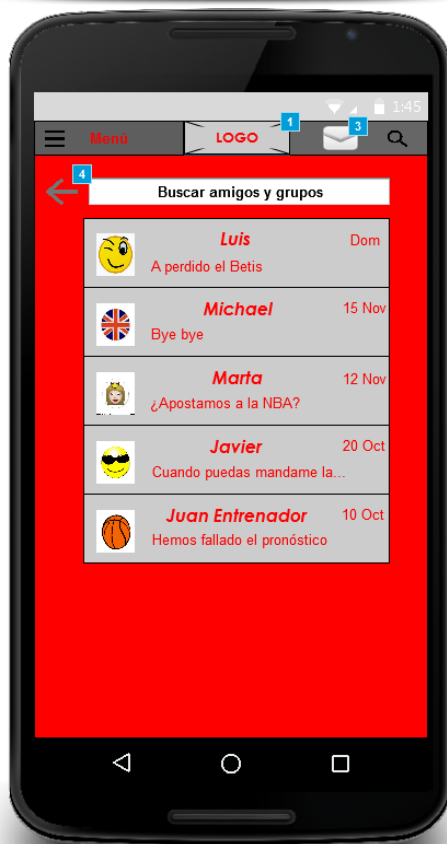 1:45
Menú
LOGO
1
3
4
Buscar amigos y grupos
Luis
Dom
A perdido el Betis
Michael
15 Nov
Bye bye
Marta
12 Nov
¿Apostamos a la NBA?
Javier
20 Oct
Cuando puedas mandame la...
Juan Entrenador
10 Oct
Hemos fallado el pronóstico